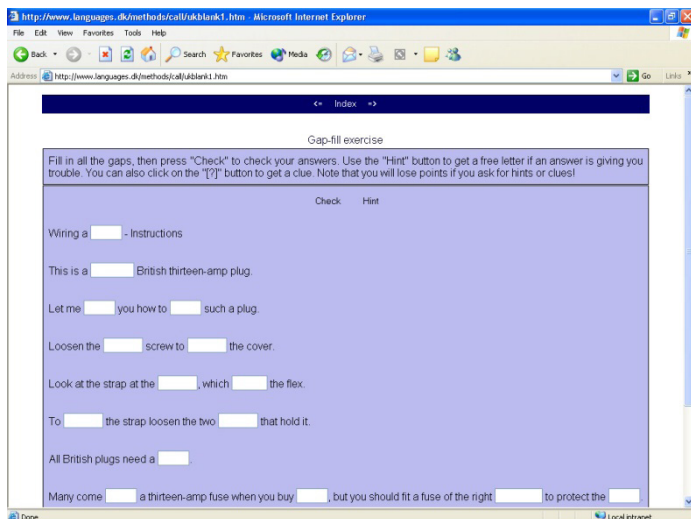 http://www.languages.dk/methods/call/ukblank1.htm - Microsoft Internet Explorer
File Edit View Favorites Tools Help
Back Search Favorites Media
Address http://www.languages.dk/methods/call/ukblank1.htm Go Links »
<= Index =>
Gap-fill exercise
Fill in all the gaps, then press "Check" to check your answers. Use the "Hint" button to get a free letter if an answer is giving you
trouble. You can also click on the "[?]" button to get a clue. Note that you will lose points if you ask for hints or clues!
Check Hint
Wiring a - Instructions
This is a British thirteen-amp plug.
Let me you how to such a plug.
Loosen the screw to the cover.
Look at the strap at the , which the flex.
To the strap loosen the two that hold it.
All British plugs need a .
Many come a thirteen-amp fuse when you buy , but you should fit a fuse of the right to protect the .
Done Local intranet